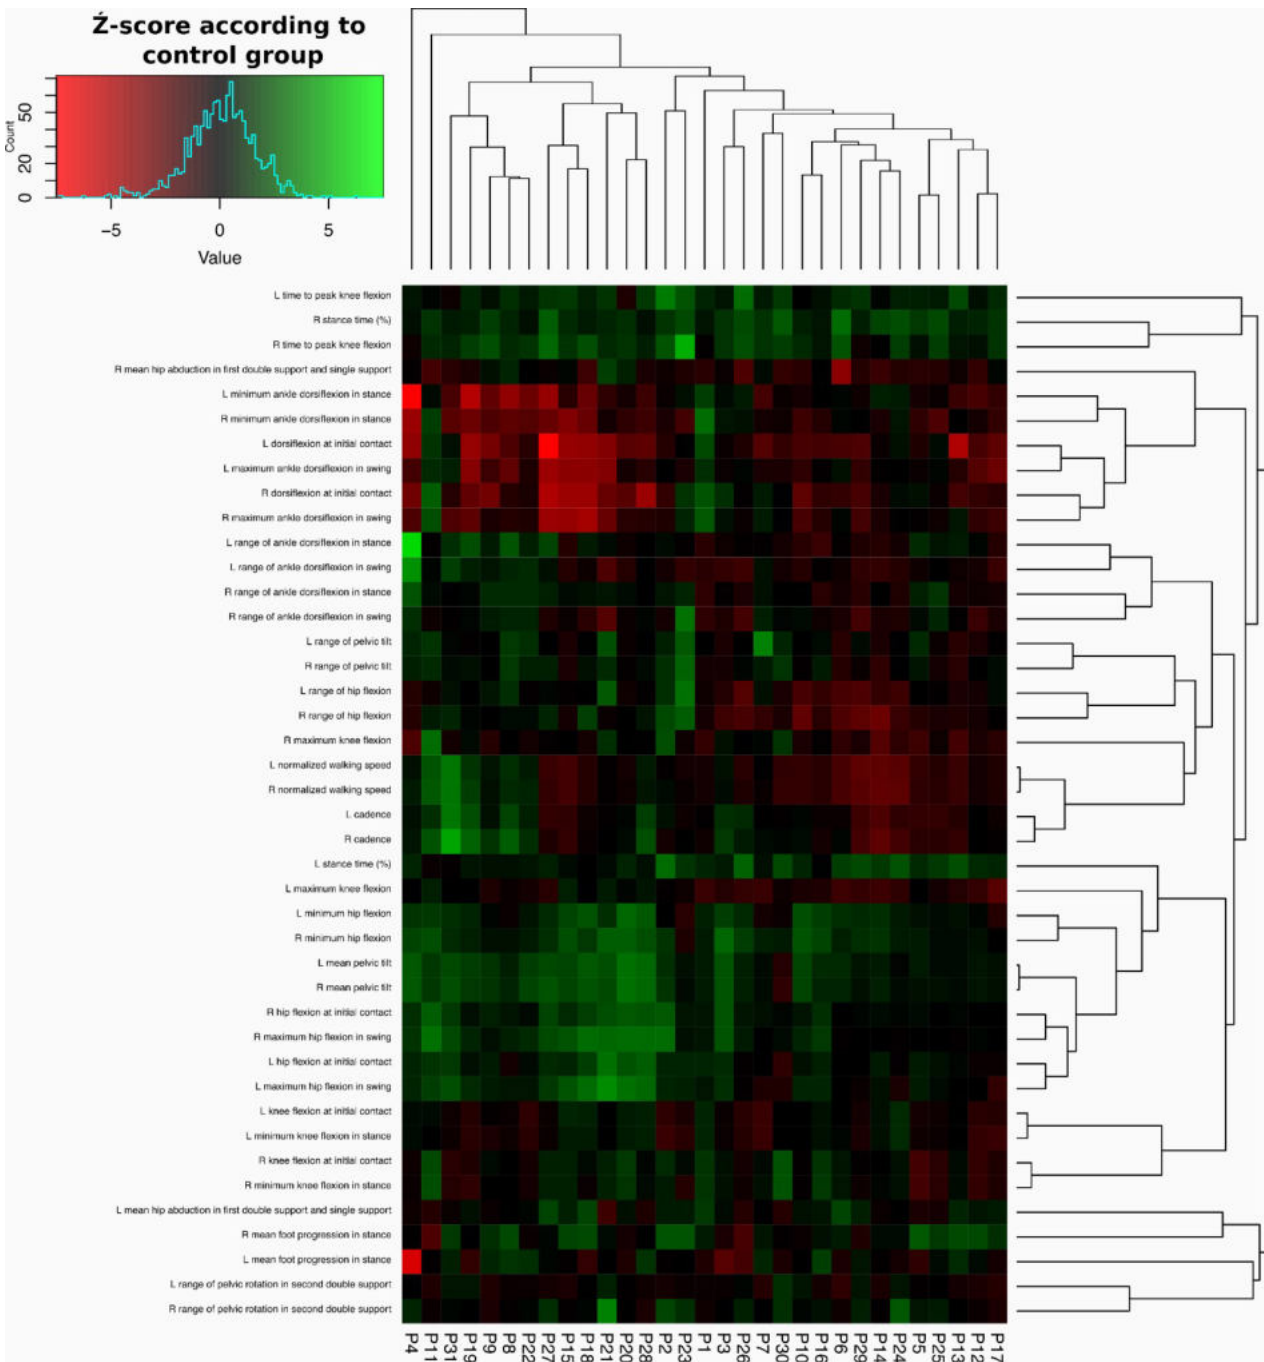 Ź-score according to
control group
Count
0 20 50
−5 0 5
Value
L time to peak knee flexion
R stance time (%)
R time to peak knee flexion
R mean hip abduction in first double support and single support
L minimum ankle dorsiflexion in stance
R minimum ankle dorsiflexion in stance
L dorsiflexion at initial contact
L maximum ankle dorsiflexion in swing
R dorsiflexion at initial contact
R maximum ankle dorsiflexion in swing
L range of ankle dorsiflexion in stance
L range of ankle dorsiflexion in swing
R range of ankle dorsiflexion in stance
R range of ankle dorsiflexion in swing
L range of pelvic tilt
R range of pelvic tilt
L range of hip flexion
R range of hip flexion
R maximum knee flexion
L normalized walking speed
R normalized walking speed
L cadence
R cadence
L stance time (%)
L maximum knee flexion
L minimum hip flexion
R minimum hip flexion
L mean pelvic tilt
R mean pelvic tilt
R hip flexion at initial contact
R maximum hip flexion in swing
L hip flexion at initial contact
L maximum hip flexion in swing
L knee flexion at initial contact
L minimum knee flexion in stance
R knee flexion at initial contact
R minimum knee flexion in stance
L mean hip abduction in first double support and single support
R mean foot progression in stance
L mean foot progression in stance
L range of pelvic rotation in second double support
R range of pelvic rotation in second double support
P4 P11 P31 P19 P9 P8 P22 P27 P15 P18 P21 P20 P28 P2 P23 P1 P3 P26 P7 P30 P10 P16 P6 P29 P14 P24 P5 P25 P13 P12 P17